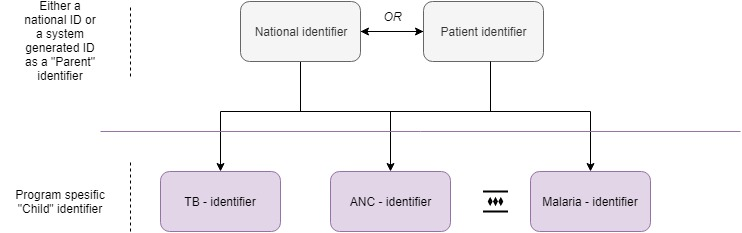 Either a
national ID or
a system
generated ID
as a "Parent"
identifier
National identifier
OR
Patient identifier
Program spesific
"Child" identifier
TB - identifier
ANC - identifier
Malaria - identifier